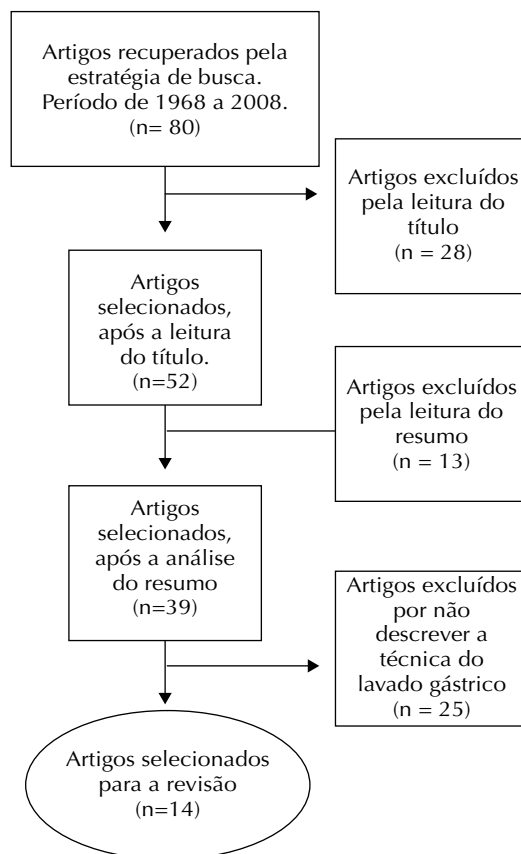 Artigos recuperados pela
estratégia de busca.
Período de 1968 a 2008.
(n= 80)
Artigos excluídos
pela leitura do
título
(n = 28)
Artigos
selecionados,
após a leitura
do título.
(n=52)
Artigos excluídos
pela leitura do
resumo
(n = 13)
Artigos
selecionados,
após a análise
do resumo
(n=39)
Artigos excluídos
por não
descrever a
técnica do
lavado gástrico
(n = 25)
Artigos selecionados
para a revisão
(n=14)